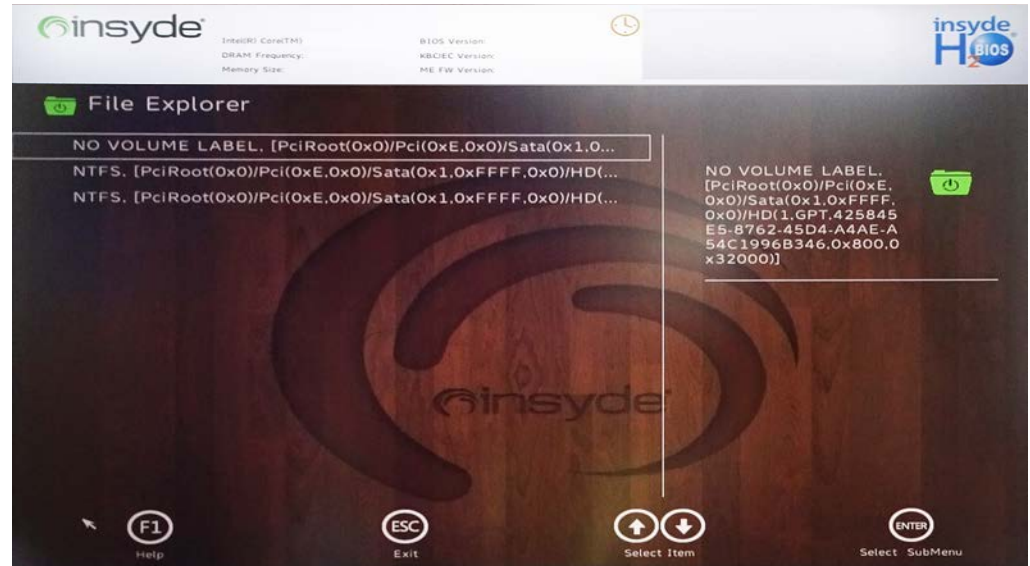 insyde
Intel(R) Core(TM)
DRAM Frequency:
Memory Size:
BIOS Version:
KBC/EC Version:
ME FW Version:
insyde
H2O
BIOS
File Explorer
NO VOLUME LABEL, [PciRoot(0x0)/Pci(0xE,0x0)/Sata(0x1,0...
NTFS, [PciRoot(0x0)/Pci(0xE,0x0)/Sata(0x1,0xFFFF,0x0)/HD(...
NTFS, [PciRoot(0x0)/Pci(0xE,0x0)/Sata(0x1,0xFFFF,0x0)/HD(...
NO VOLUME LABEL,
[PciRoot(0x0)/Pci(0xE,
0x0)/Sata(0x1,0xFFFF,
0x0)/HD(1,GPT,425845
E5-8762-45D4-A4AE-A
54C1996B346,0x800,0
x32000)]
insyde
F1
Help
ESC
Exit
Select Item
ENTER
Select SubMenu